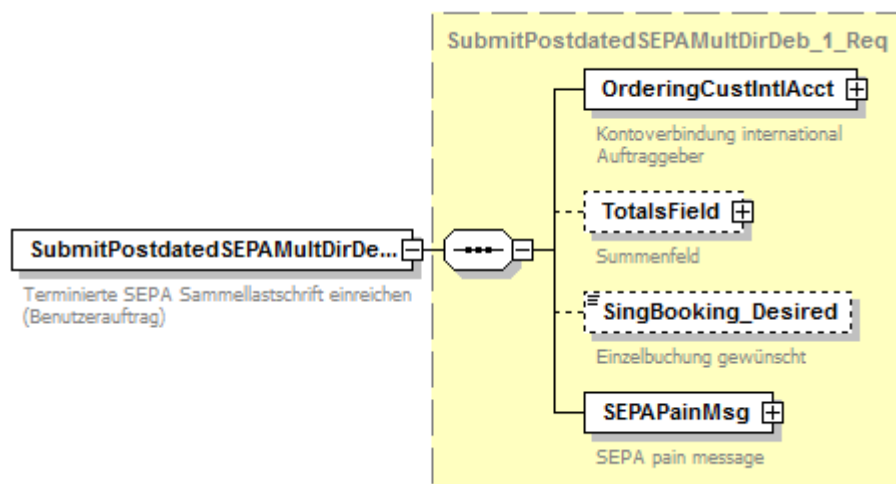 SubmitPostdatedSEPAMultDirDeb_1_Req
OrderingCustIntlAcct
Kontoverbindung international
Auftraggeber
TotalsField
Summenfeld
SubmitPostdatedSEPAMultDirDe...
Terminierte SEPA Sammellastschrift einreichen
(Benutzerauftrag)
SingBooking_Desired
Einzelbuchung gewünscht
SEPAPainMsg
SEPA pain message